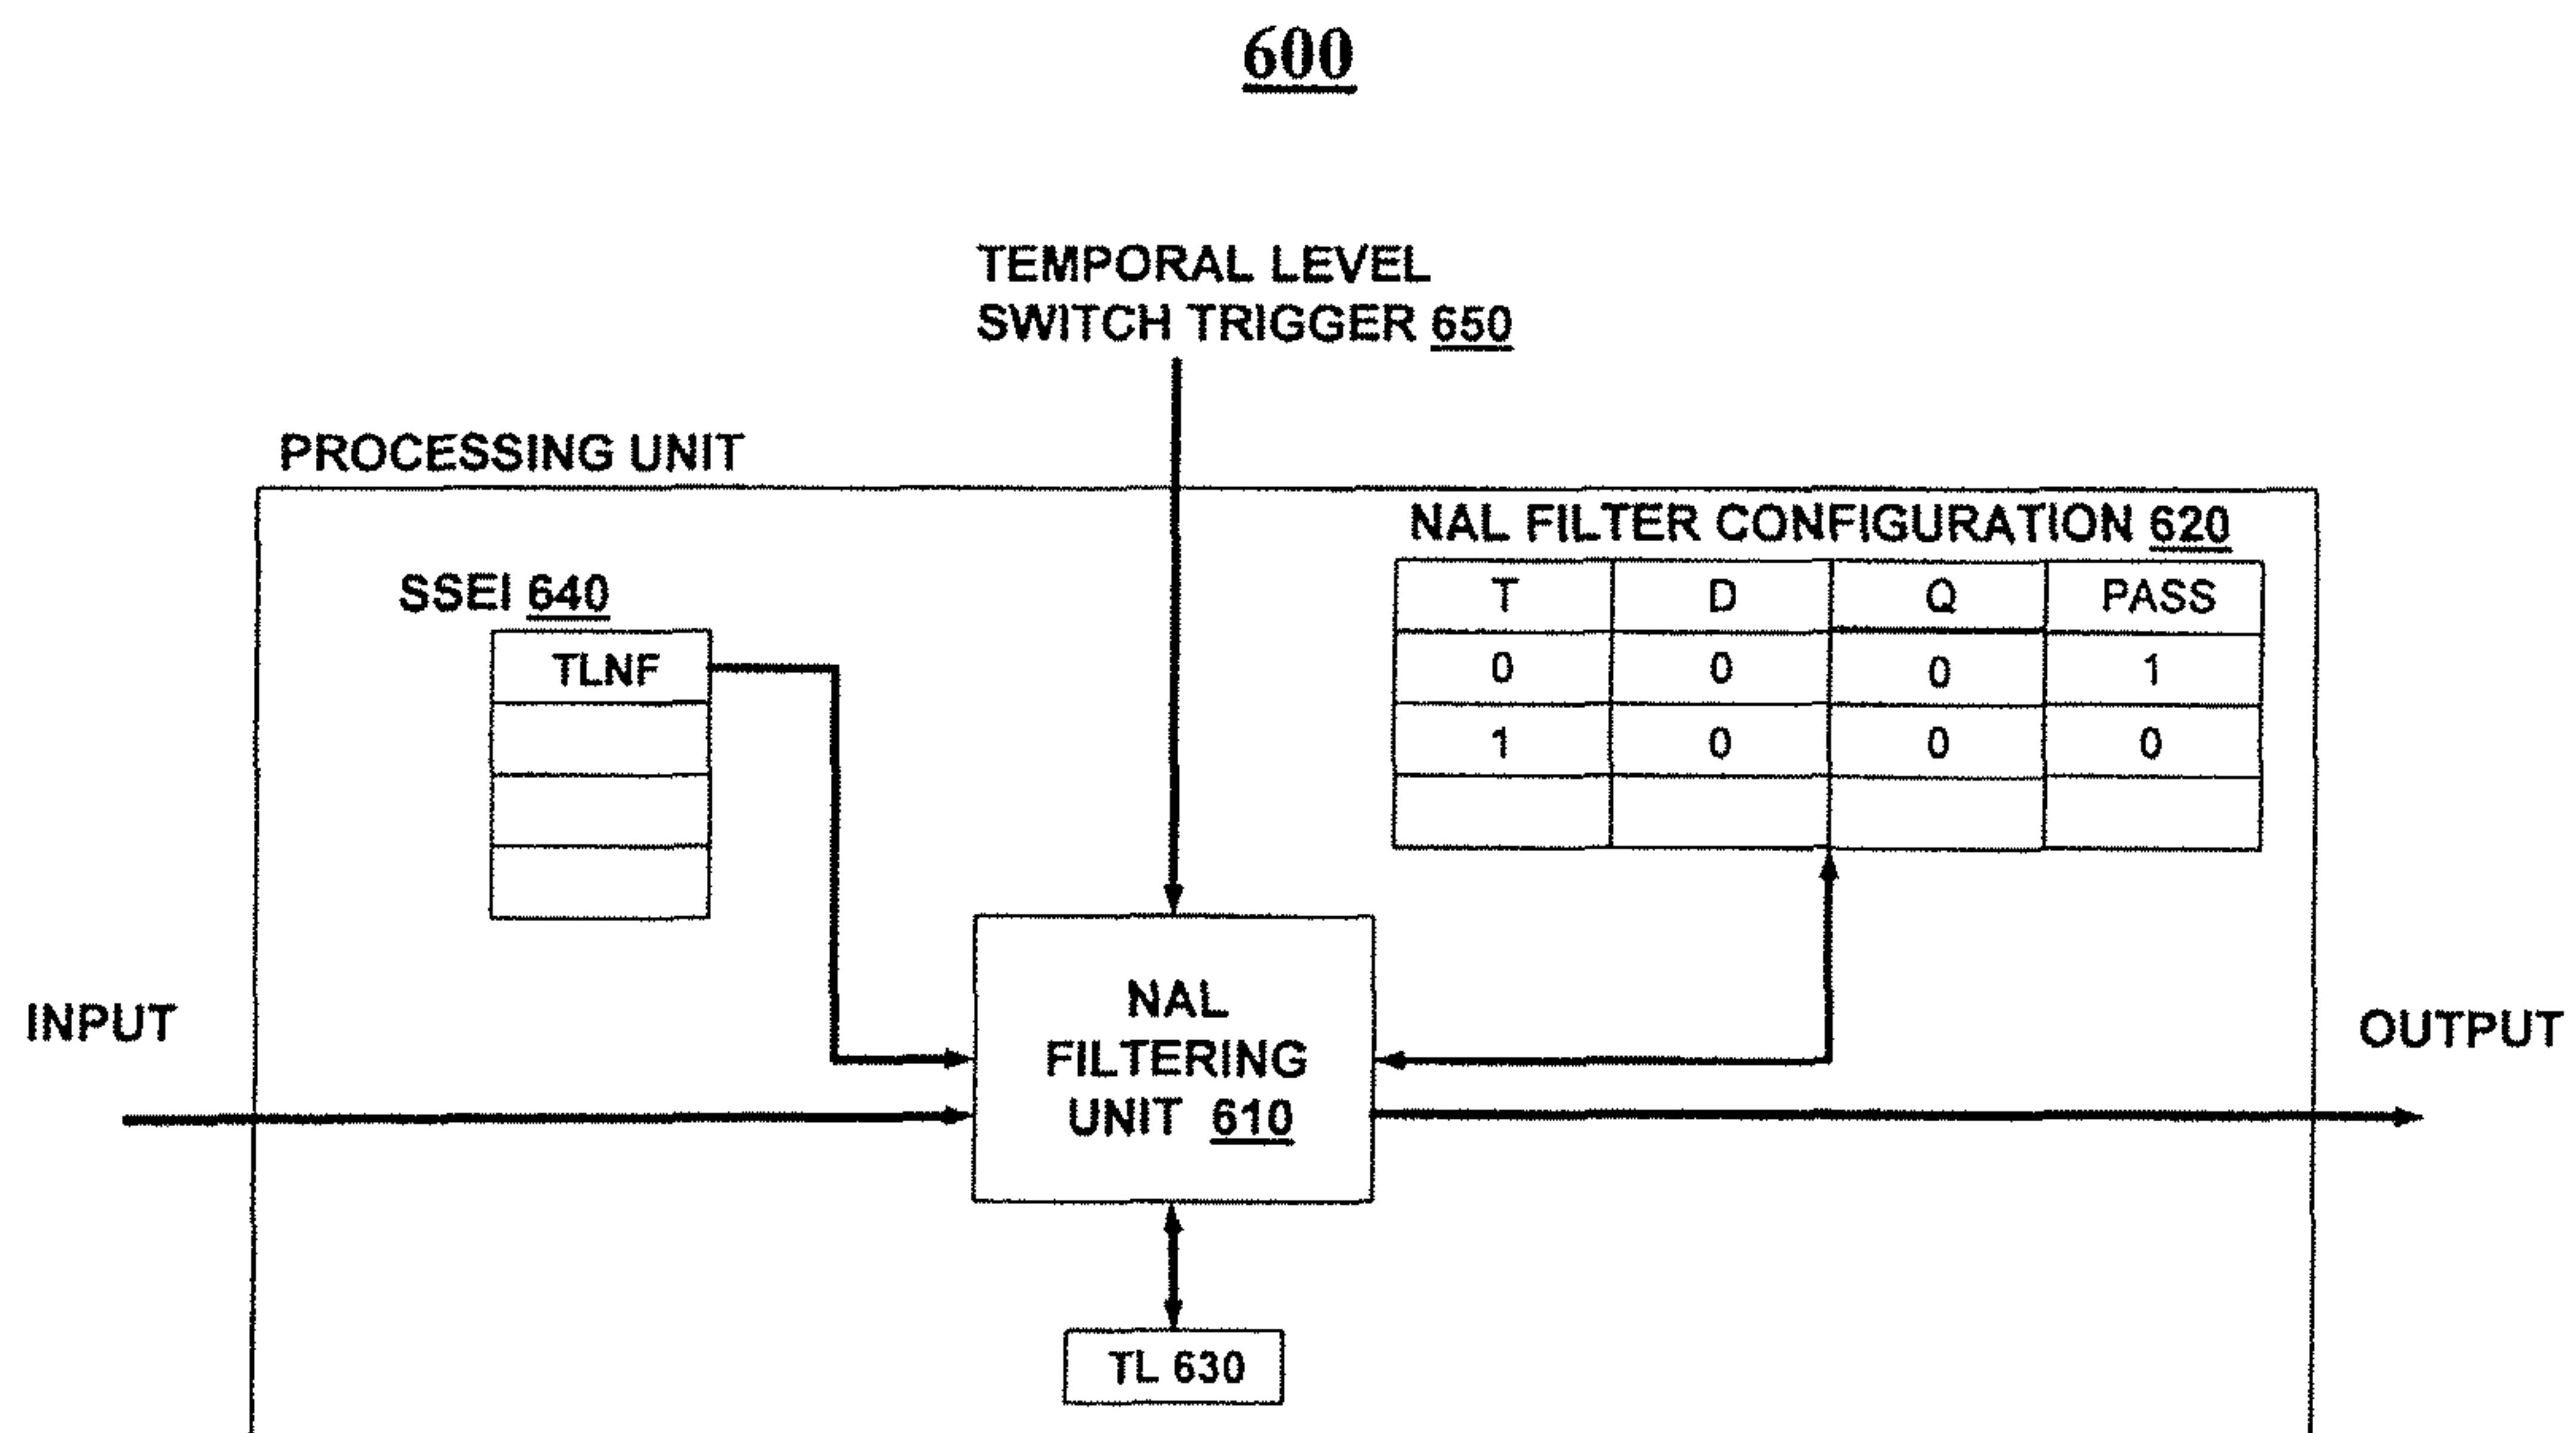 600
TEMPORAL LEVEL
SWITCH TRIGGER 650
PROCESSING UNIT
NAL FILTER CONFIGURATION 620
T D Q PASS
0 0 0 1
1 0 0 0
SSEI 640
TLNF
INPUT
NAL
FILTERING
UNIT 610
OUTPUT
TL 630